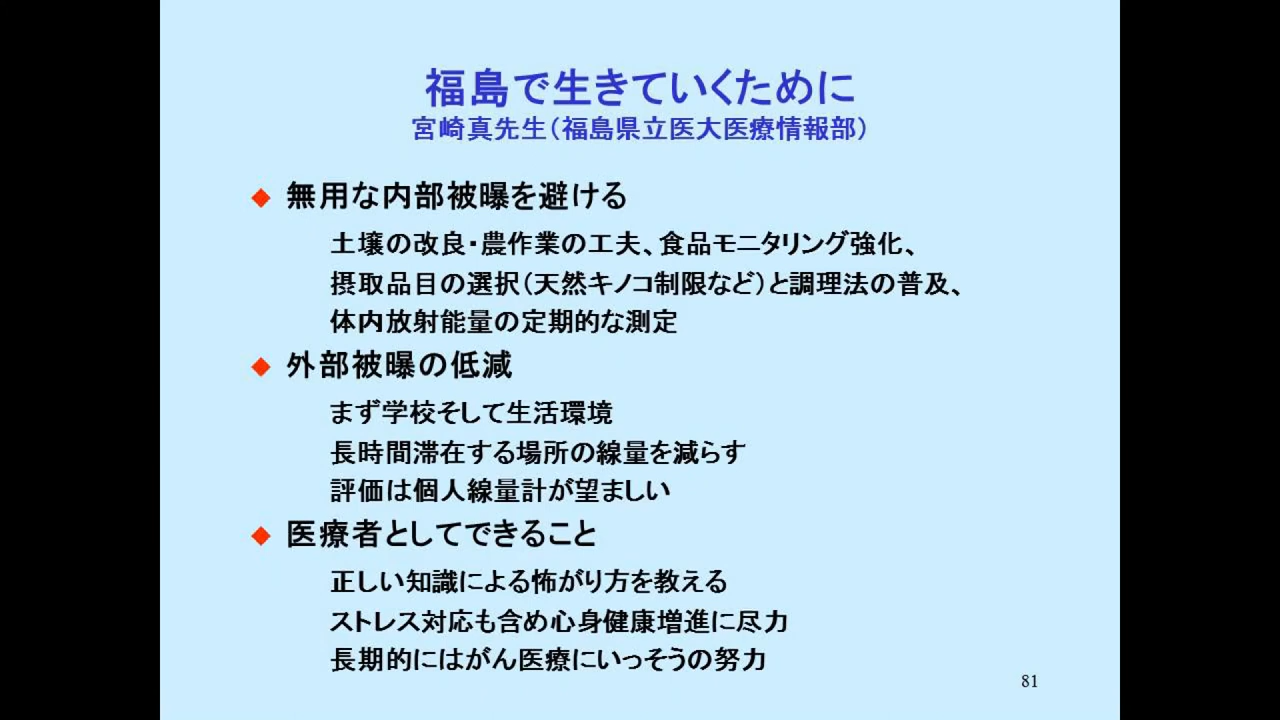 福島で生きていくために
宮崎真先生（福島県立医大医療情報部）
◆ 無用な内部被曝を避ける
土壌の改良・農作業の工夫、食品モニタリング強化、
摂取品目の選択（天然キノコ制限など）と調理法の普及、
体内放射能量の定期的な測定
◆ 外部被曝の低減
まず学校そして生活環境
長時間滞在する場所の線量を減らす
評価は個人線量計が望ましい
◆ 医療者としてできること
正しい知識による怖がり方を教える
ストレス対応も含め心身健康増進に尽力
長期的にはがん医療にいっそうの努力
81